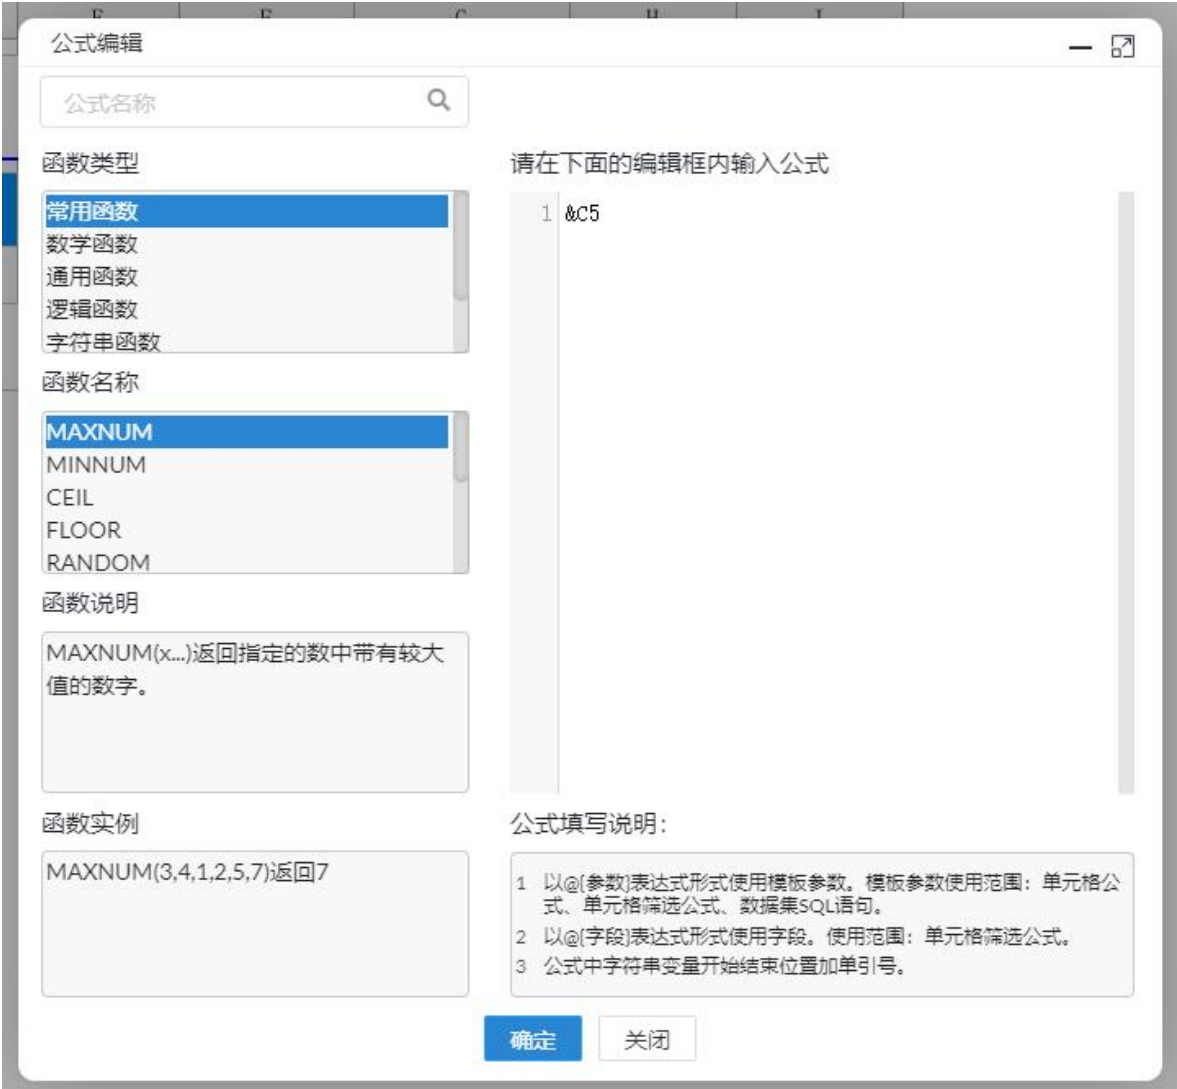 公式编辑
公式名称
函数类型
常用函数
数学函数
通用函数
逻辑函数
字符串函数
函数名称
MAXNUM
MINNUM
CEIL
FLOOR
RANDOM
函数说明
MAXNUM(x...)返回指定的数中带有较大
值的数字。
函数实例
MAXNUM(3,4,1,2,5,7)返回7
请在下面的编辑框内输入公式
1 &C5
公式填写说明：
1 以@{参数}表达式形式使用模板参数。模板参数使用范围：单元格公
式、单元格筛选公式、数据集SQL语句。
2 以@{字段}表达式形式使用字段。使用范围：单元格筛选公式。
3 公式中字符串变量开始结束位置加单引号。
确定 关闭